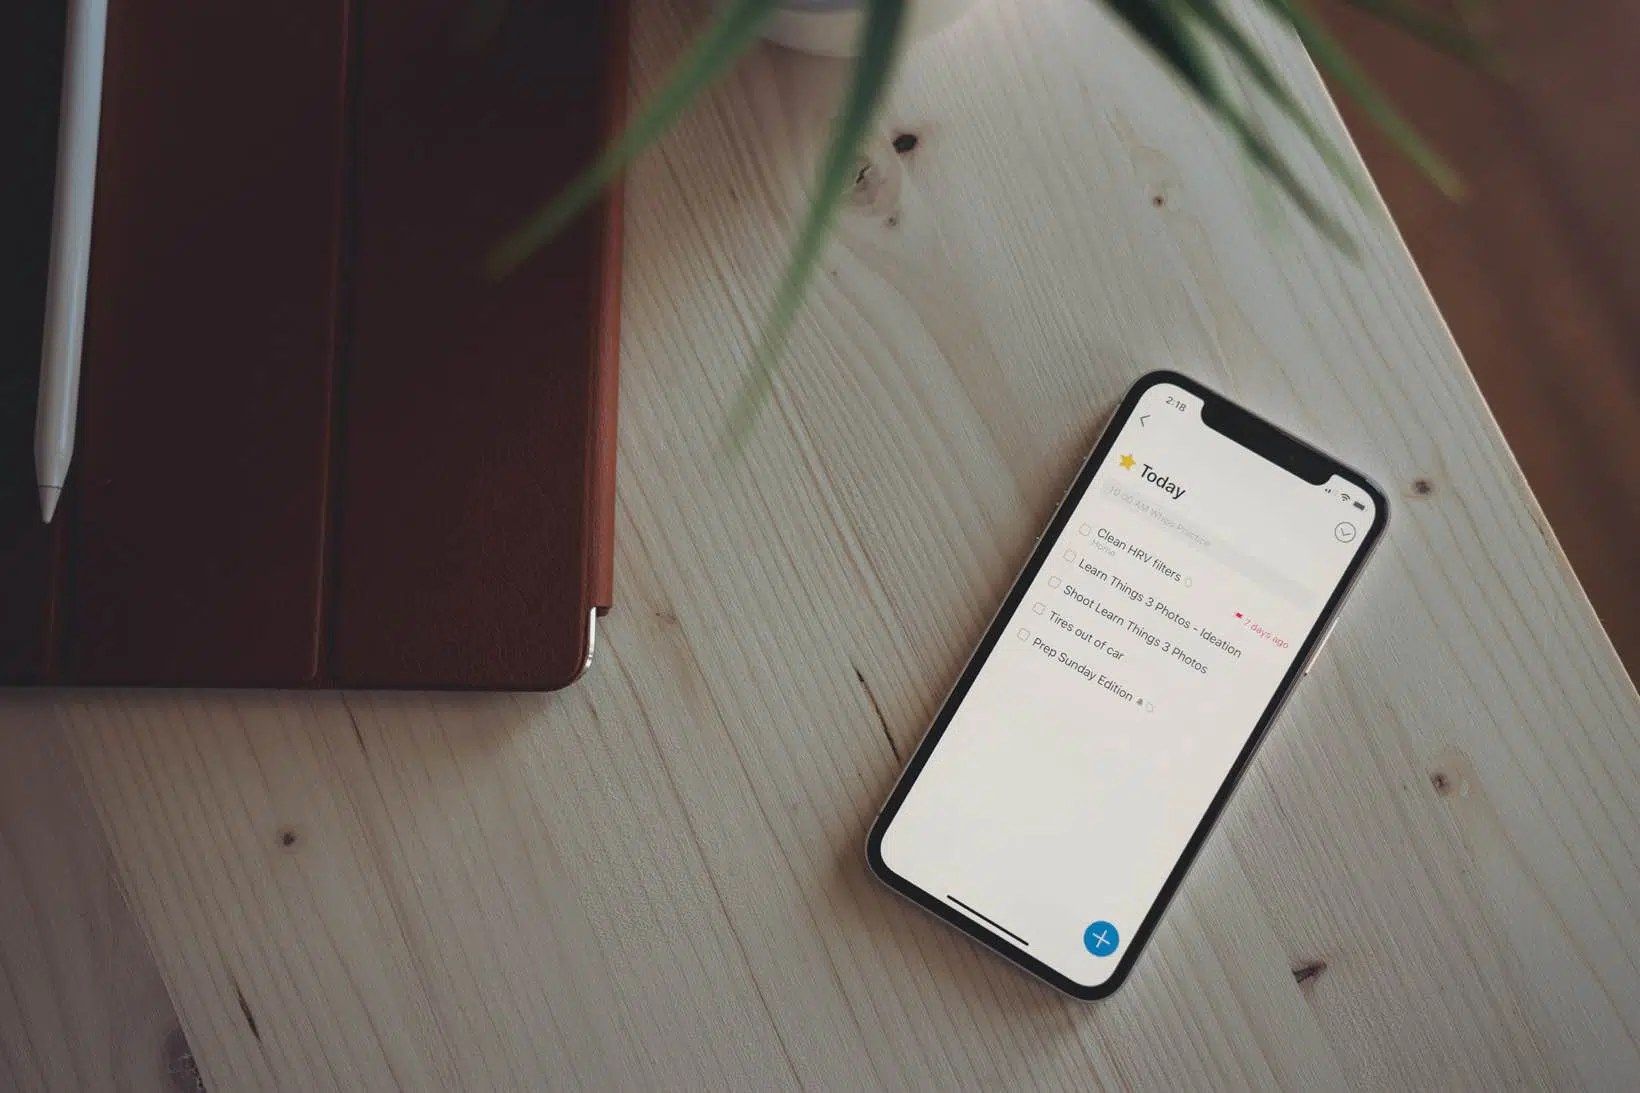 2:18
Today
10:00 AM Whips Practice
Clean HRV filters
Home
Learn Things 3 Photos - Ideation
7 days ago
Shoot Learn Things 3 Photos
Tires out of car
Prep Sunday Edition